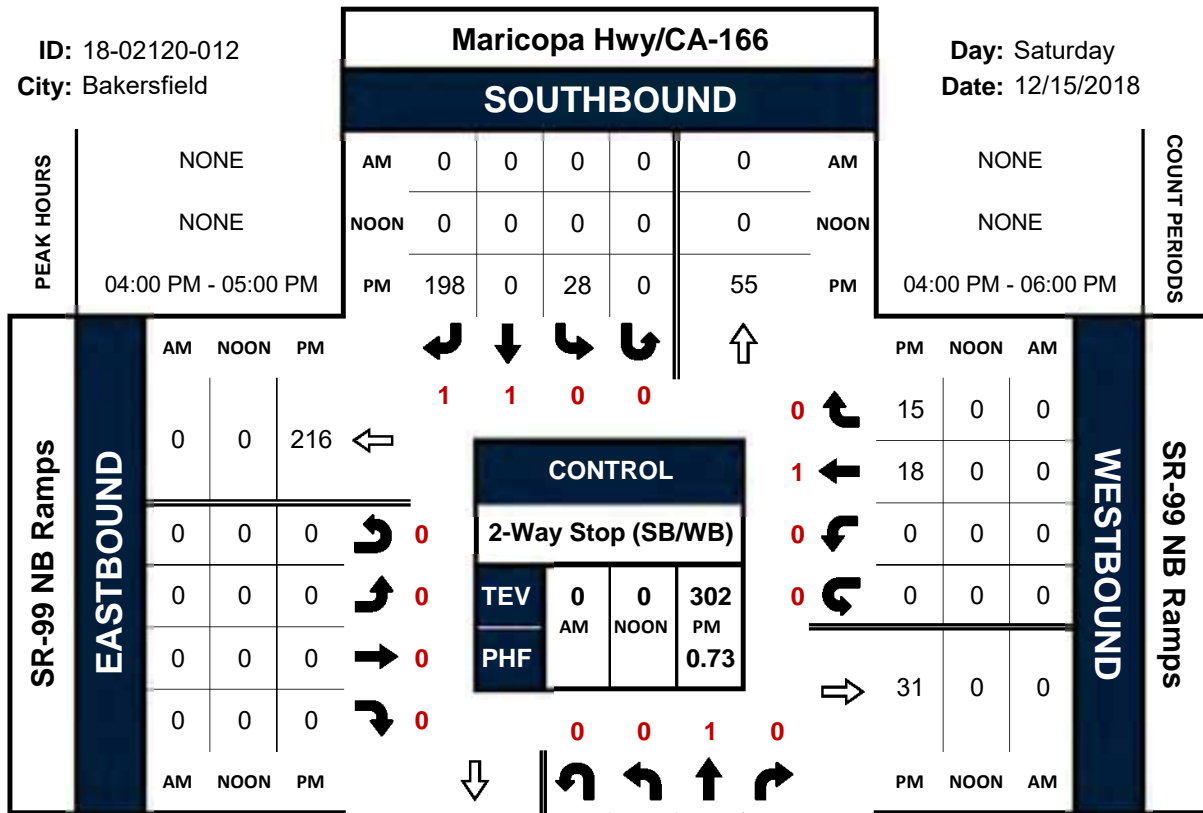 Maricopa Hwy/CA-166
ID: 18-02120-012
City: Bakersfield
Day: Saturday
Date: 12/15/2018
SOUTHBOUND
PEAK HOURS
NONE
NONE
04:00 PM - 05:00 PM
AM 0 0 0 0 0 AM
NOON 0 0 0 0 0 NOON
PM 198 0 28 0 55 PM
NONE
NONE
04:00 PM - 06:00 PM
COUNT PERIODS
1 1 0 0
SR-99 NB Ramps
EASTBOUND
AM NOON PM
0 0 216
0 0 0 0
0 0 0 0
0 0 0 0
0 0 0 0
AM NOON PM
CONTROL
2-Way Stop (SB/WB)
TEV 0 0 302
AM NOON PM
PHF 0.73
PM NOON AM
0 15 0 0
1 18 0 0
0 0 0 0
0 0 0 0
31 0 0
PM NOON AM
WESTBOUND
SR-99 NB Ramps
0 0 1 0